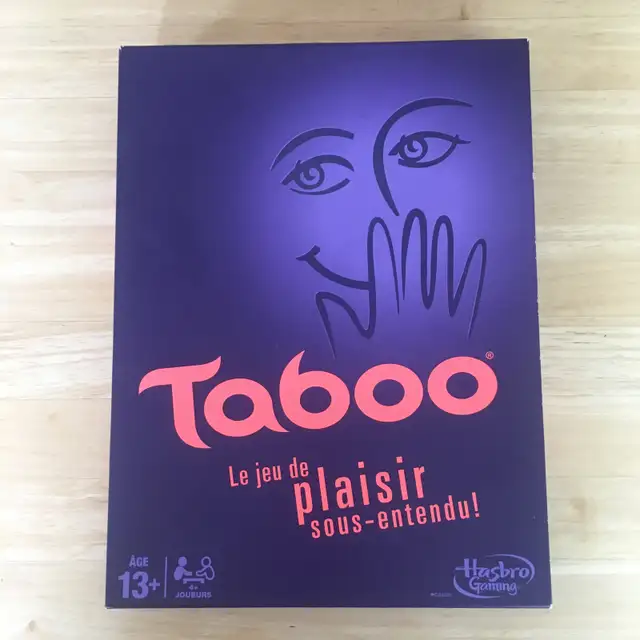 Taboo®
Le jeu de
plaisir
sous-entendu!
ÂGE
13+
4+
JOUEURS
Hasbro
Gaming